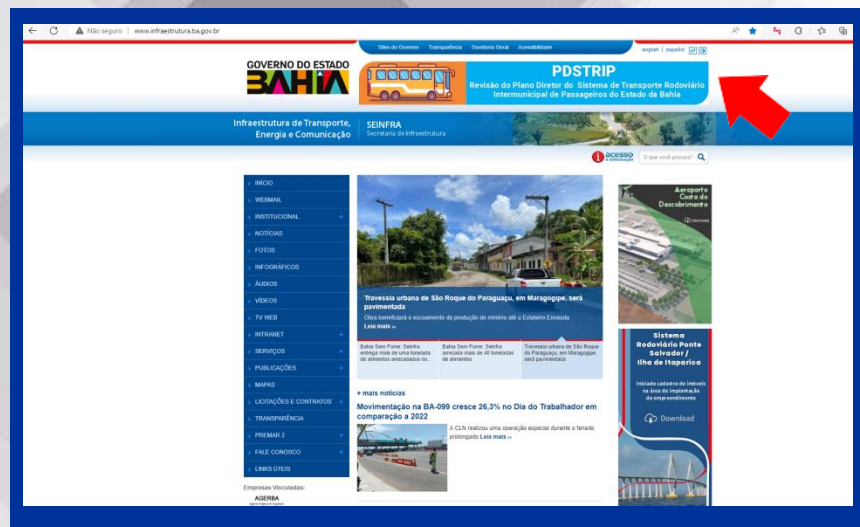 Não seguro | www.infraestrutura.ba.gov.br
Sites do Governo Transparência Ouvidoria Geral Acessibilidade
english | español
GOVERNO DO ESTADO
BAHIA
PDSTRIP
Revisão do Plano Diretor do Sistema de Transporte Rodoviário
Intermunicipal de Passageiros do Estado da Bahia
Infraestrutura de Transporte,
Energia e Comunicação
SEINFRA
Secretaria de Infraestrutura
acesso
à informação
O que você procura?
INÍCIO
WEBMAIL
INSTITUCIONAL +
NOTÍCIAS
FOTOS
INFOGRÁFICOS
ÁUDIOS
VÍDEOS
TV WEB
INTRANET +
SERVIÇOS +
PUBLICAÇÕES +
MAPAS
LICITAÇÕES E CONTRATOS +
TRANSPARÊNCIA
PREMAR 2 +
FALE CONOSCO +
LINKS ÚTEIS
Empresas Vinculadas:
AGERBA
Travessia urbana de São Roque do Paraguaçu, em Maragogipe, será
pavimentada
Obra beneficiará o escoamento da produção de minério até o Estaleiro Enseada
Leia mais ››
Bahia Sem Fome: Seinfra
entrega mais de uma tonelada
de alimentos arrecadados no..
Bahia Sem Fome: Seinfra
arrecada mais de 40 toneladas
de alimentos
Travessia urbana de São Roque
do Paraguaçu, em Maragogipe,
será pavimentada
+ mais notícias
Movimentação na BA-099 cresce 26,3% no Dia do Trabalhador em
comparação a 2022
A CLN realizou uma operação especial durante o feriado
prolongado Leia mais ››
Aeroporto
Costa do
Descobrimento
Download
Sistema
Rodoviário Ponte
Salvador /
Ilha de Itaparica
Iniciado cadastro de imóveis
na área de implantação
do empreendimento
Download